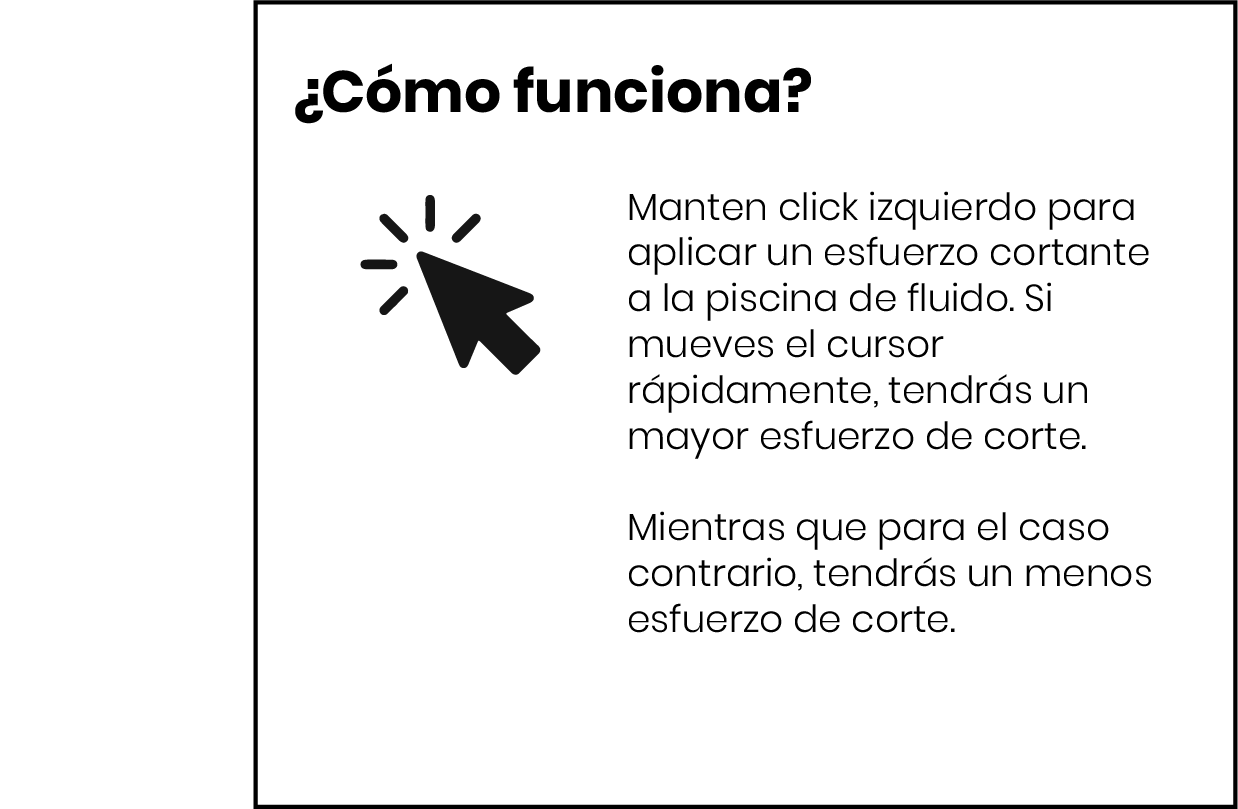 ¿Cómo funciona?
Manten click izquierdo para
aplicar un esfuerzo cortante
a la piscina de fluido. Si
mueves el cursor
rápidamente, tendrás un
mayor esfuerzo de corte.
Mientras que para el caso
contrario, tendrás un menos
esfuerzo de corte.